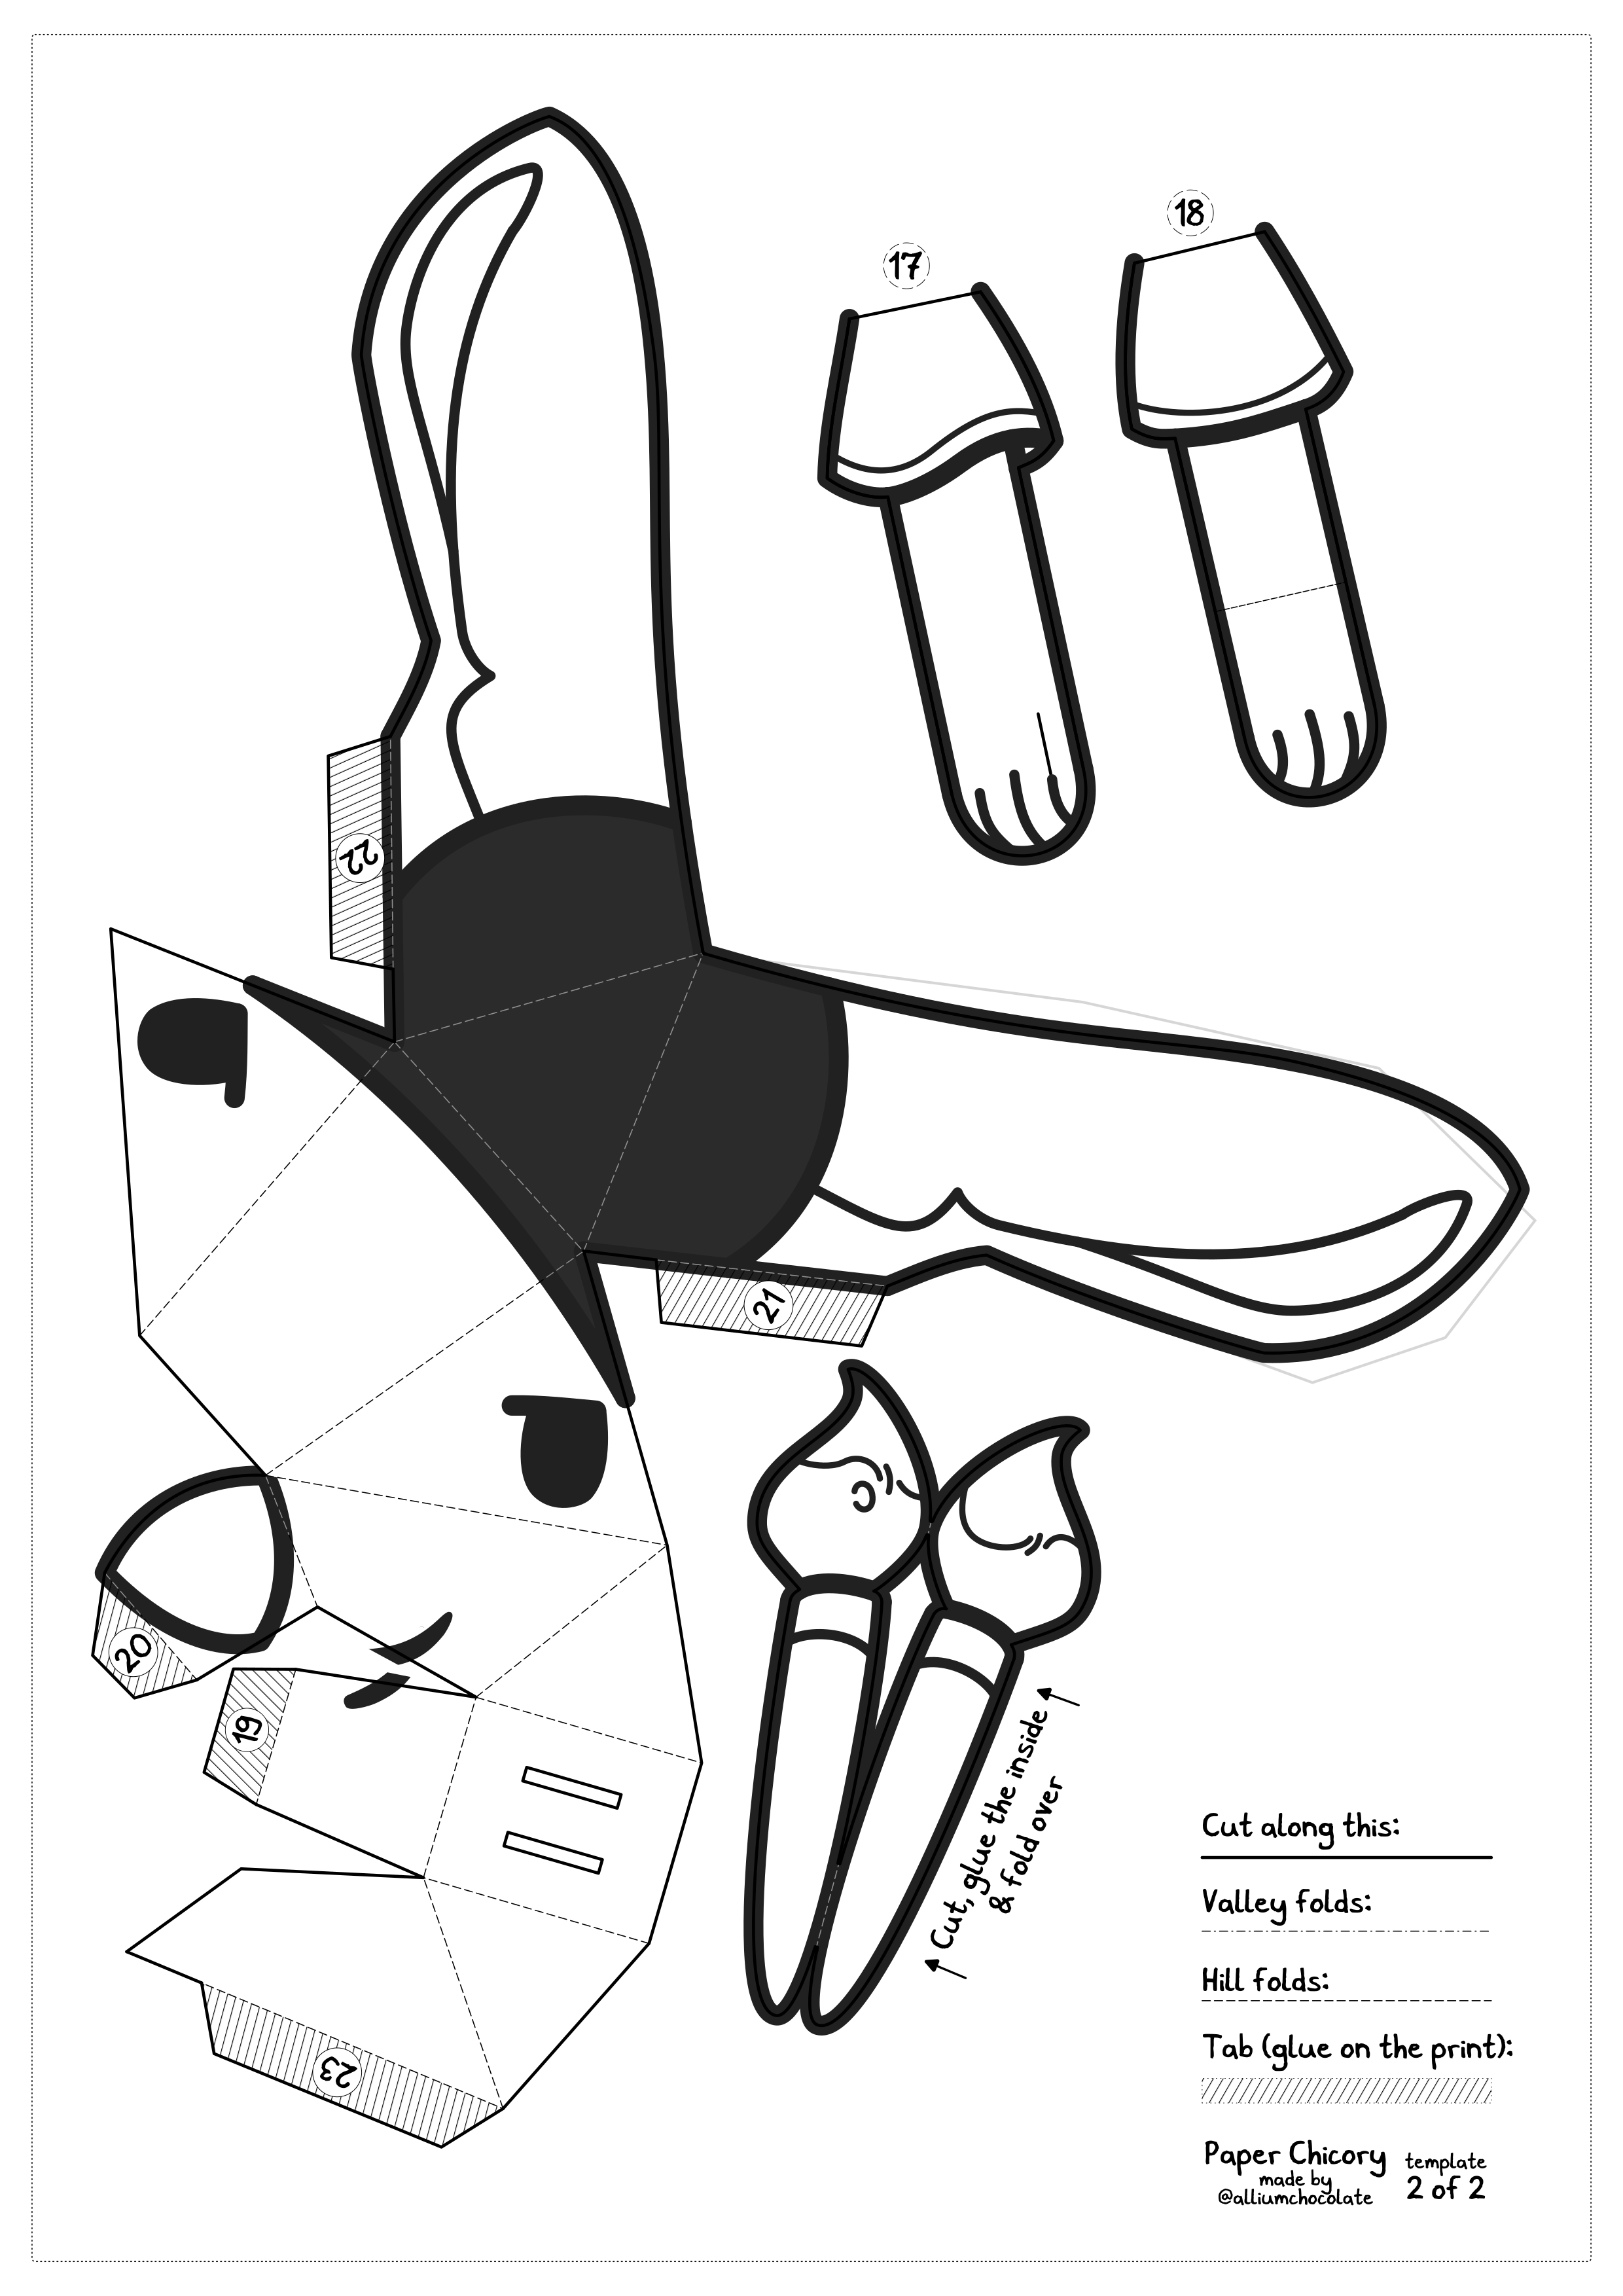 18
17
22
21
20
19
23
Cut, glue the inside
& fold over
Cut along this:
Valley folds:
Hill folds:
Tab (glue on the print):
Paper Chicory
made by
@alliumchocolate
template
2 of 2